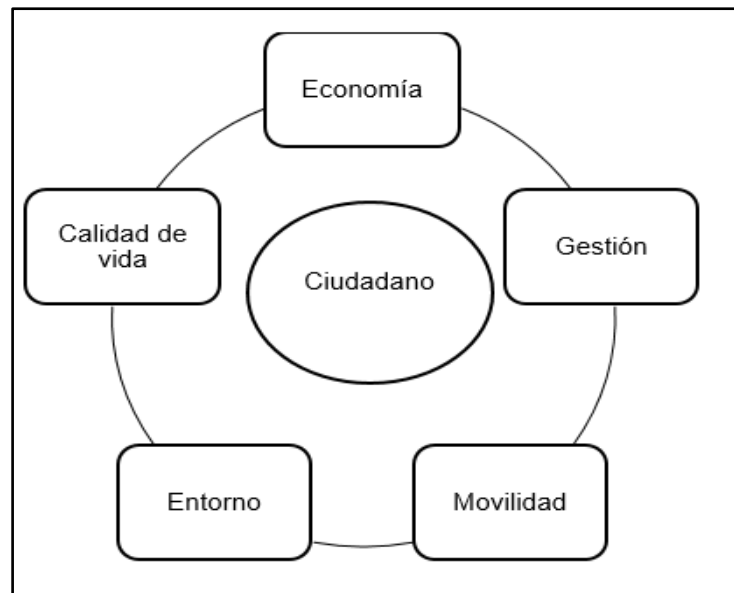 Economía
Calidad de
vida
Gestión
Ciudadano
Entorno
Movilidad